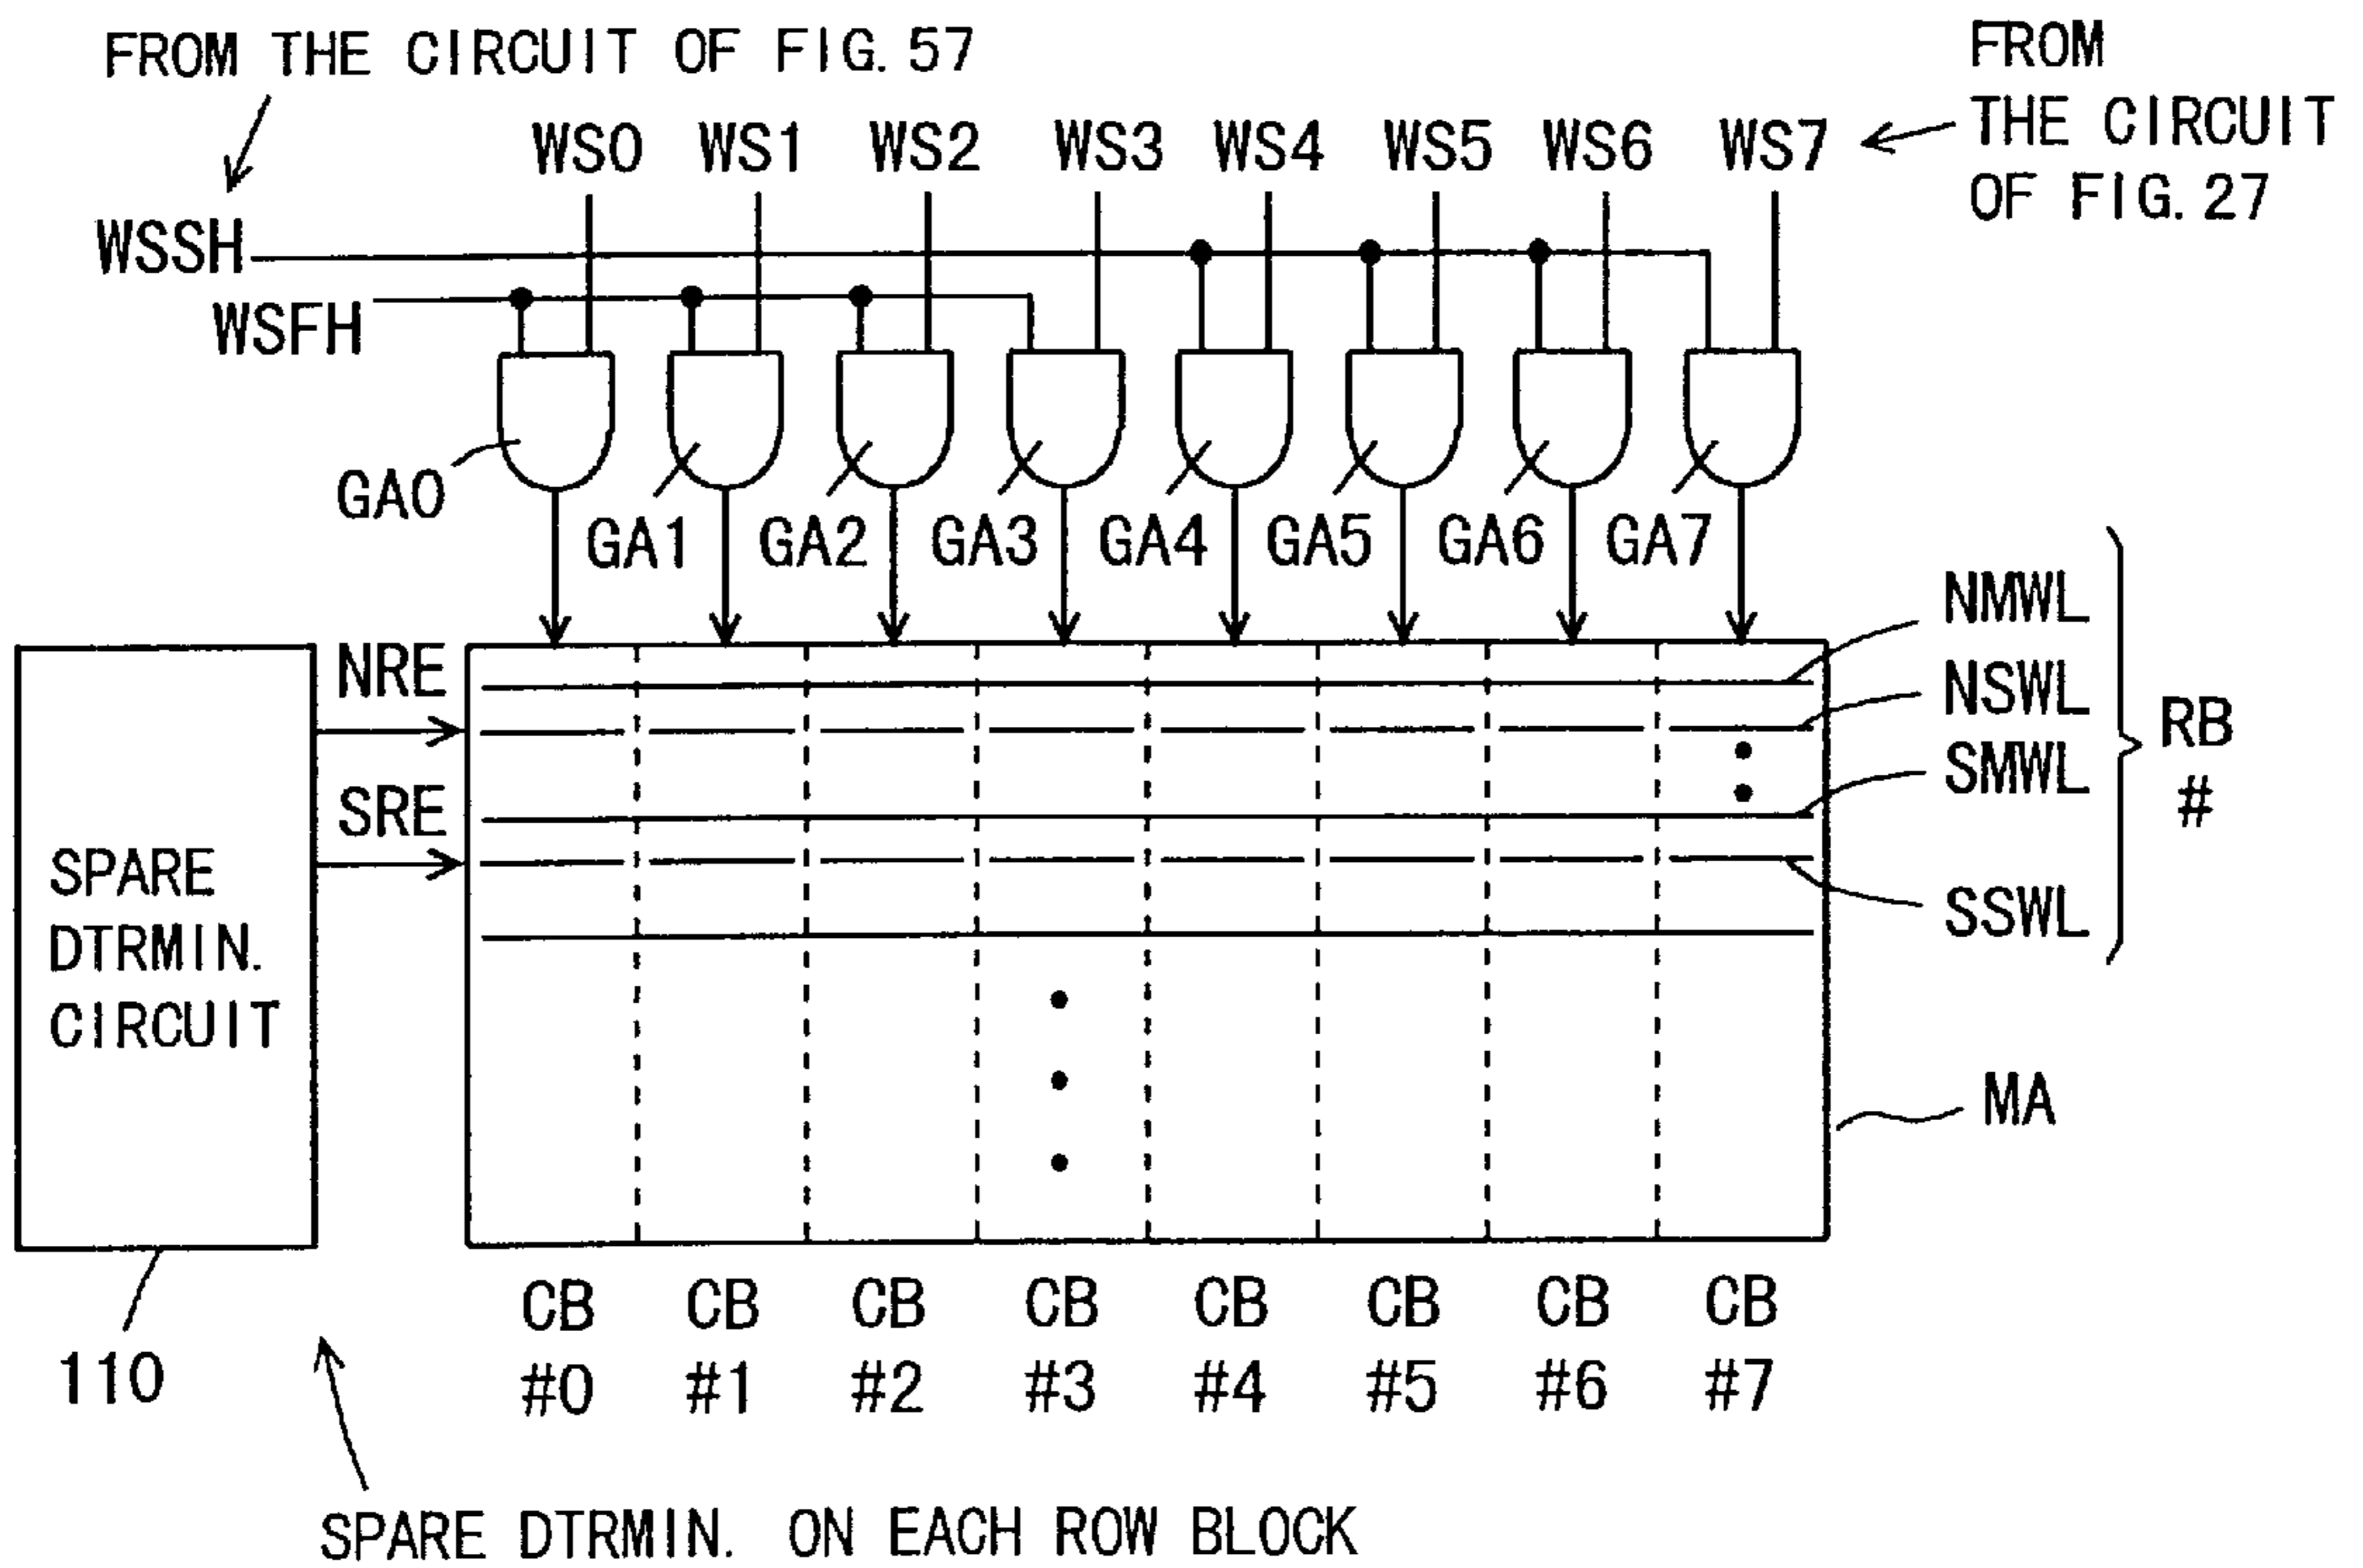 FROM THE CIRCUIT OF FIG. 57
FROM
THE CIRCUIT
OF FIG. 27
WS0 WS1 WS2 WS3 WS4 WS5 WS6 WS7
WSSH
WSFH
GA0 GA1 GA2 GA3 GA4 GA5 GA6 GA7
NMWL
NSWL
SMWL
SSWL
RB
#
NRE
SRE
SPARE
DTRMIN.
CIRCUIT
MA
CB CB CB CB CB CB CB CB
#0 #1 #2 #3 #4 #5 #6 #7
110
SPARE DTRMIN. ON EACH ROW BLOCK